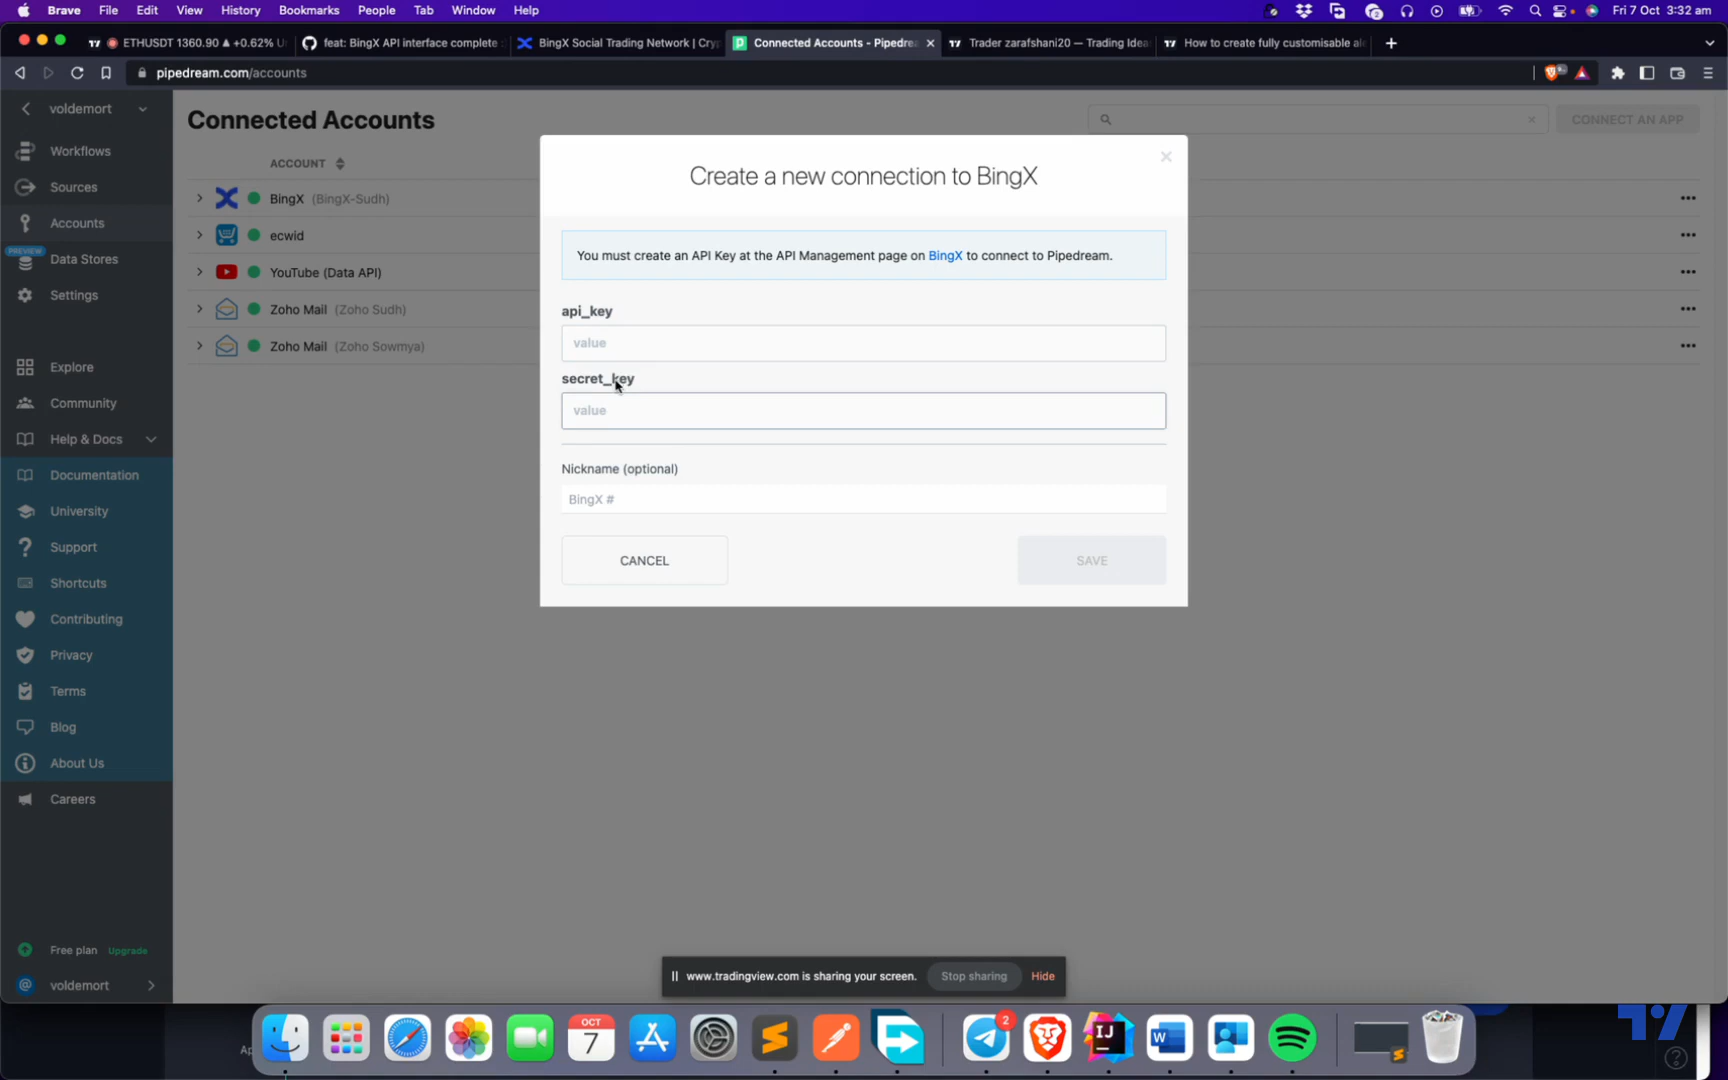 Brave File Edit View History Bookmarks People Tab Window Help
2
Fri 7 Oct 3:32 am
ETHUSDT 1360.90 ▲ +0.62%
feat: BingX API interface complete
BingX Social Trading Network | Cry
Connected Accounts - Pipedrea
Trader zarafshani20 — Trading Idea
How to create fully customisable al
pipedream.com/accounts
voldemort
Workflows
Sources
Accounts
PREVIEW
Data Stores
Settings
Explore
Community
Help & Docs
Documentation
University
Support
Shortcuts
Contributing
Privacy
Terms
Blog
About Us
Careers
Free plan Upgrade
@ voldemort
Connected Accounts
CONNECT AN APP
ACCOUNT
BingX (BingX-Sudh)
ecwid
YouTube (Data API)
Zoho Mail (Zoho Sudh)
Zoho Mail (Zoho Sowmya)
Create a new connection to BingX
You must create an API Key at the API Management page on BingX to connect to Pipedream.
api_key
value
secret_key
value
Nickname (optional)
BingX #
CANCEL
SAVE
www.tradingview.com is sharing your screen.
Stop sharing
Hide
OCT
7
2
IJ
W